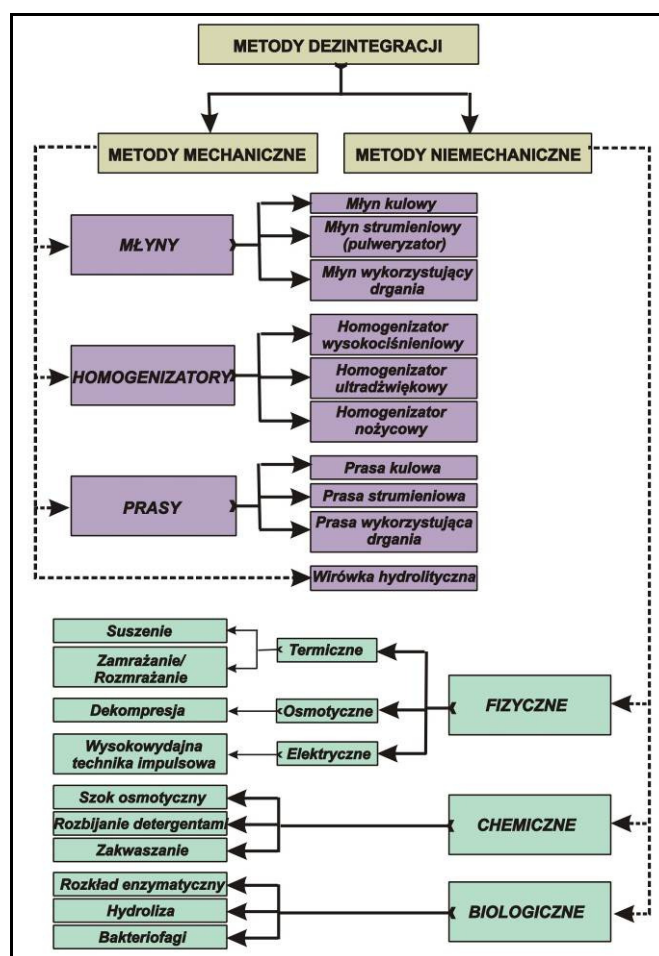 METODY DEZINTEGRACJI
METODY MECHANICZNE
METODY NIEMECHANICZNE
MŁYNY
Młyn kulowy
Młyn strumieniowy
(pulweryzator)
Młyn wykorzystujący
drgania
HOMOGENIZATORY
Homogenizator
wysokociśnieniowy
Homogenizator
ultradźwiękowy
Homogenizator
nożycowy
PRASY
Prasa kulowa
Prasa strumieniowa
Prasa wykorzystująca
drgania
Wirówka hydrolityczna
Suszenie
Zamrażanie/
Rozmrażanie
Termiczne
Dekompresja
Osmotyczne
FIZYCZNE
Wysokowydajna
technika impulsowa
Elektryczne
Szok osmotyczny
Rozbijanie detergentami
Zakwaszanie
CHEMICZNE
Rozkład enzymatyczny
Hydroliza
Bakteriofagi
BIOLOGICZNE